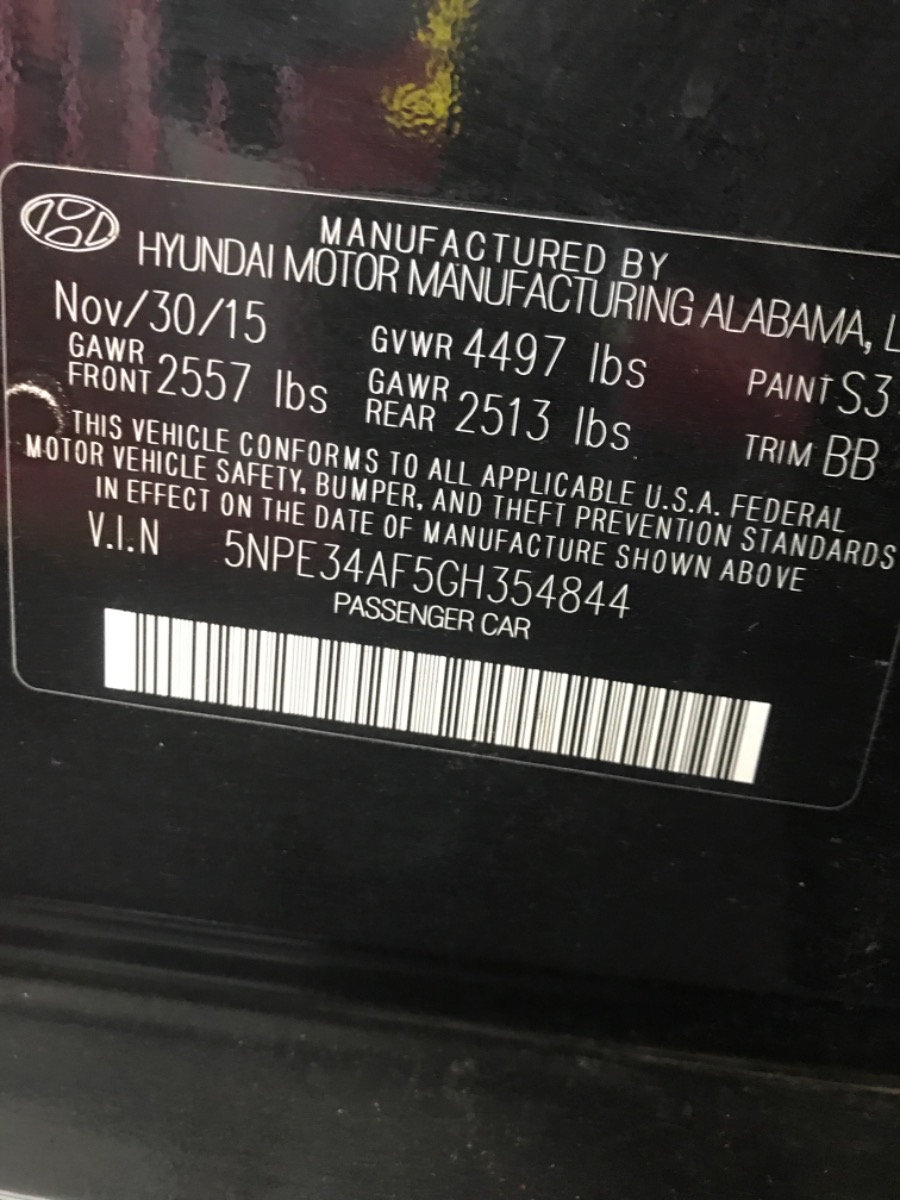 MANUFACTURED BY
HYUNDAI MOTOR MANUFACTURING ALABAMA, L
Nov/30/15 GVWR 4497 lbs PAINT S3
GAWR FRONT 2557 lbs GAWR REAR 2513 lbs TRIM BB
THIS VEHICLE CONFORMS TO ALL APPLICABLE U.S.A. FEDERAL
MOTOR VEHICLE SAFETY, BUMPER, AND THEFT PREVENTION STANDARDS
IN EFFECT ON THE DATE OF MANUFACTURE SHOWN ABOVE
V.I.N 5NPE34AF5GH354844
PASSENGER CAR